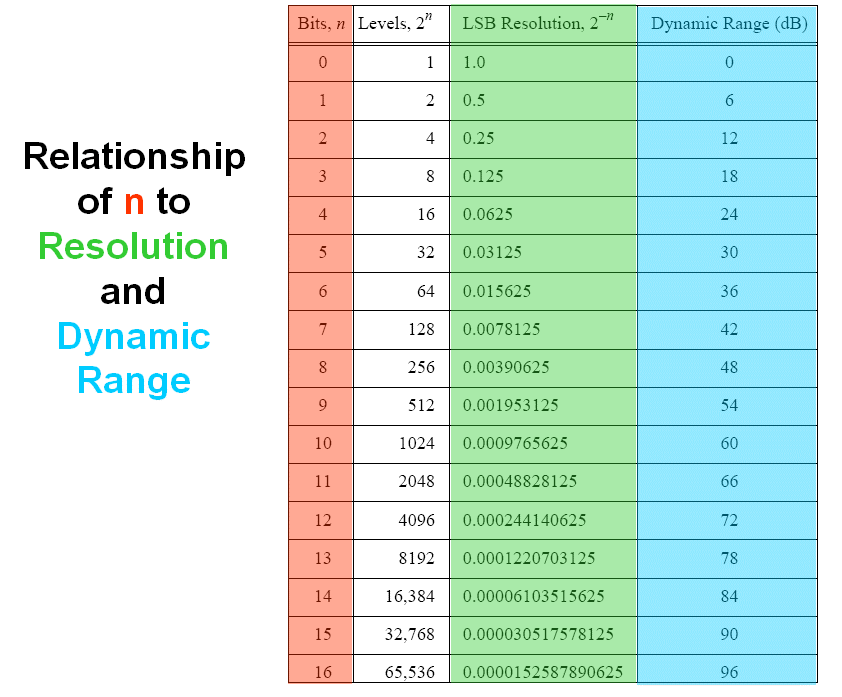 Relationship
of n to
Resolution
and
Dynamic
Range
Bits, n Levels, 2^n LSB Resolution, 2^−n Dynamic Range (dB)
0 1 1.0 0
1 2 0.5 6
2 4 0.25 12
3 8 0.125 18
4 16 0.0625 24
5 32 0.03125 30
6 64 0.015625 36
7 128 0.0078125 42
8 256 0.00390625 48
9 512 0.001953125 54
10 1024 0.0009765625 60
11 2048 0.00048828125 66
12 4096 0.000244140625 72
13 8192 0.0001220703125 78
14 16,384 0.00006103515625 84
15 32,768 0.000030517578125 90
16 65,536 0.0000152587890625 96